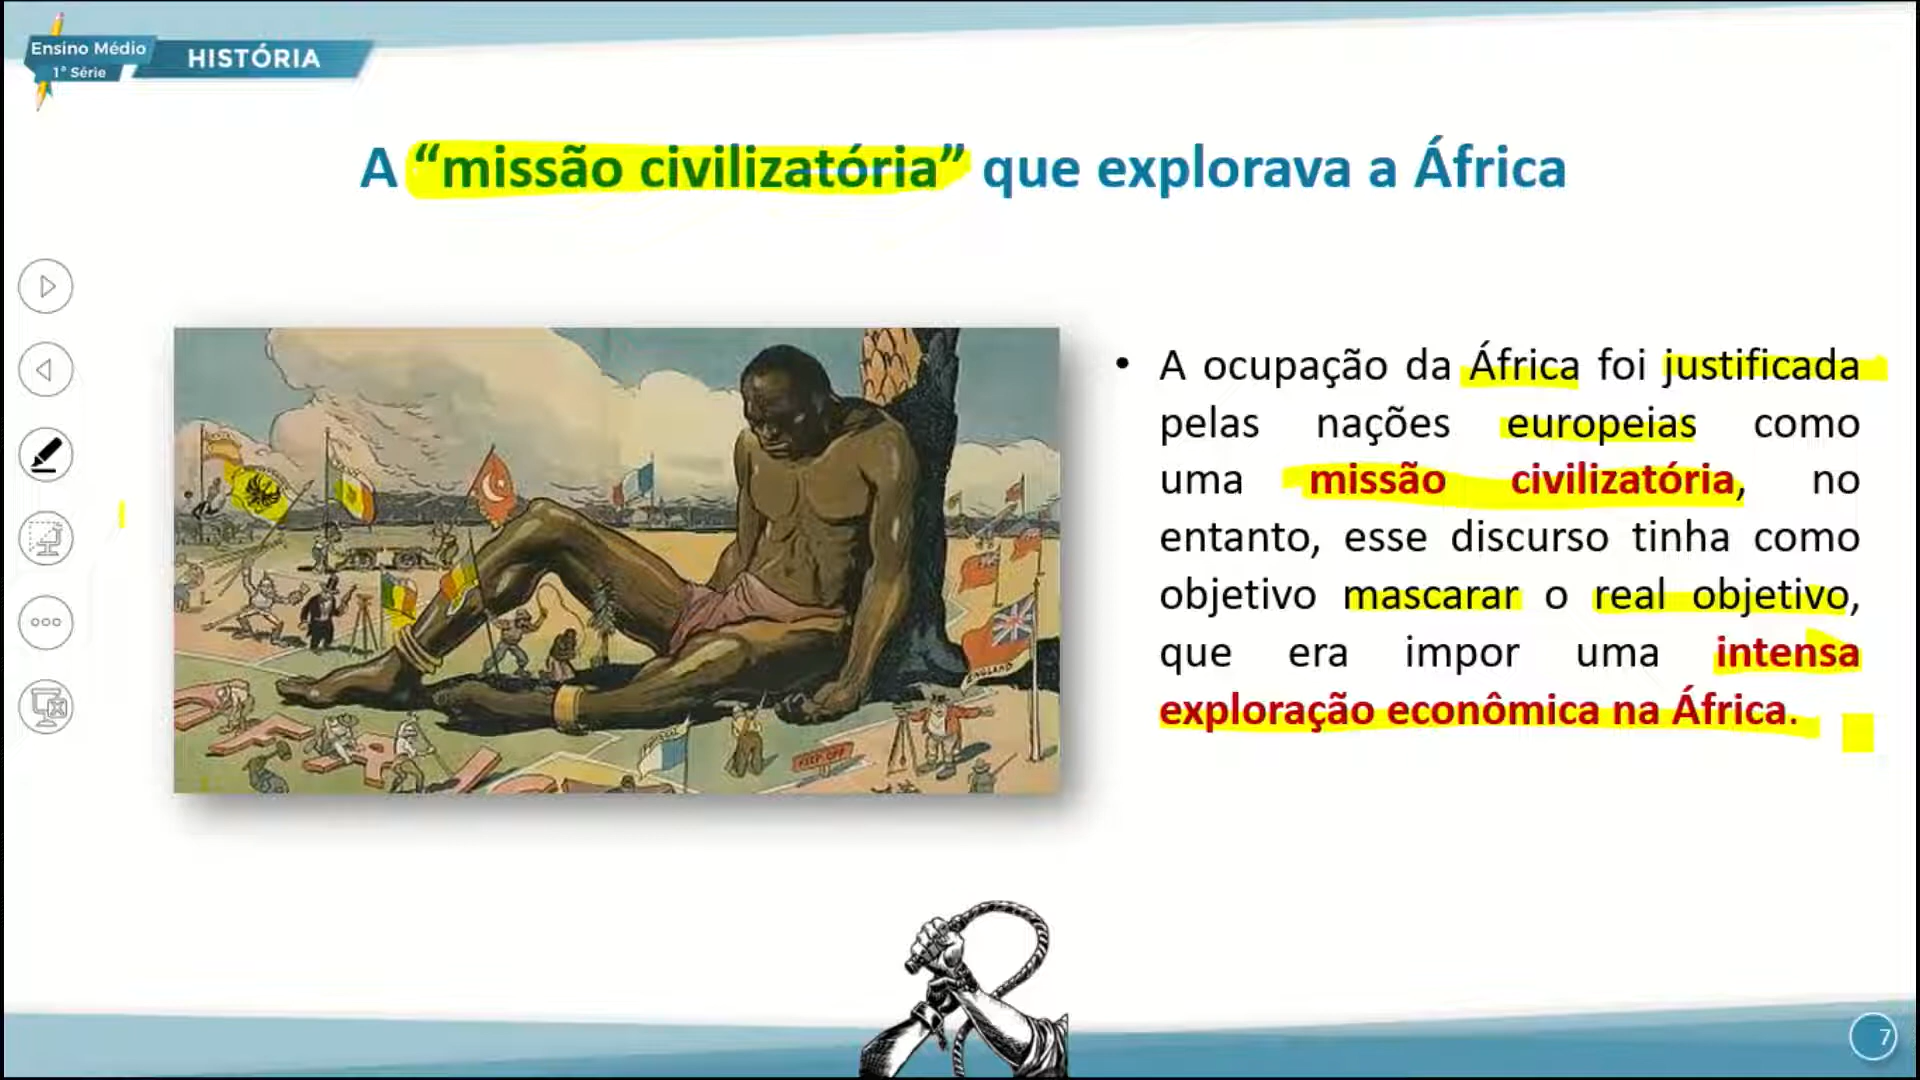 Ensino Médio
1ª Série
HISTÓRIA
A “missão civilizatória” que explorava a África
• A ocupação da África foi justificada
pelas nações europeias como
uma missão civilizatória, no
entanto, esse discurso tinha como
objetivo mascarar o real objetivo,
que era impor uma intensa
exploração econômica na África.
ENGLAND
KEEP OFF
7